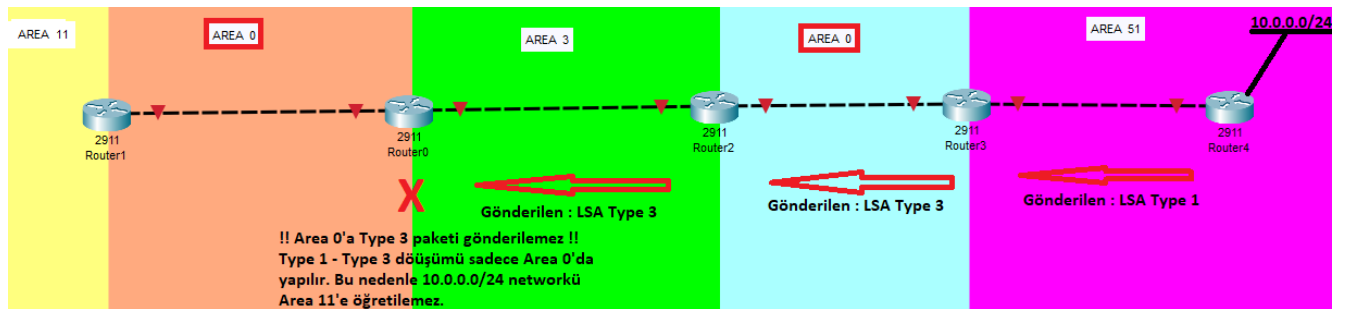 AREA 11
AREA 0
AREA 3
AREA 0
AREA 51
10.0.0.0/24
2911
Router1
2911
Router0
2911
Router2
2911
Router3
2911
Router4
X
Gönderilen : LSA Type 3
Gönderilen : LSA Type 3
Gönderilen : LSA Type 1
!! Area 0'a Type 3 paketi gönderilemez !!
Type 1 - Type 3 döüşümü sadece Area 0'da
yapılır. Bu nedenle 10.0.0.0/24 networkü
Area 11'e öğretilemez.